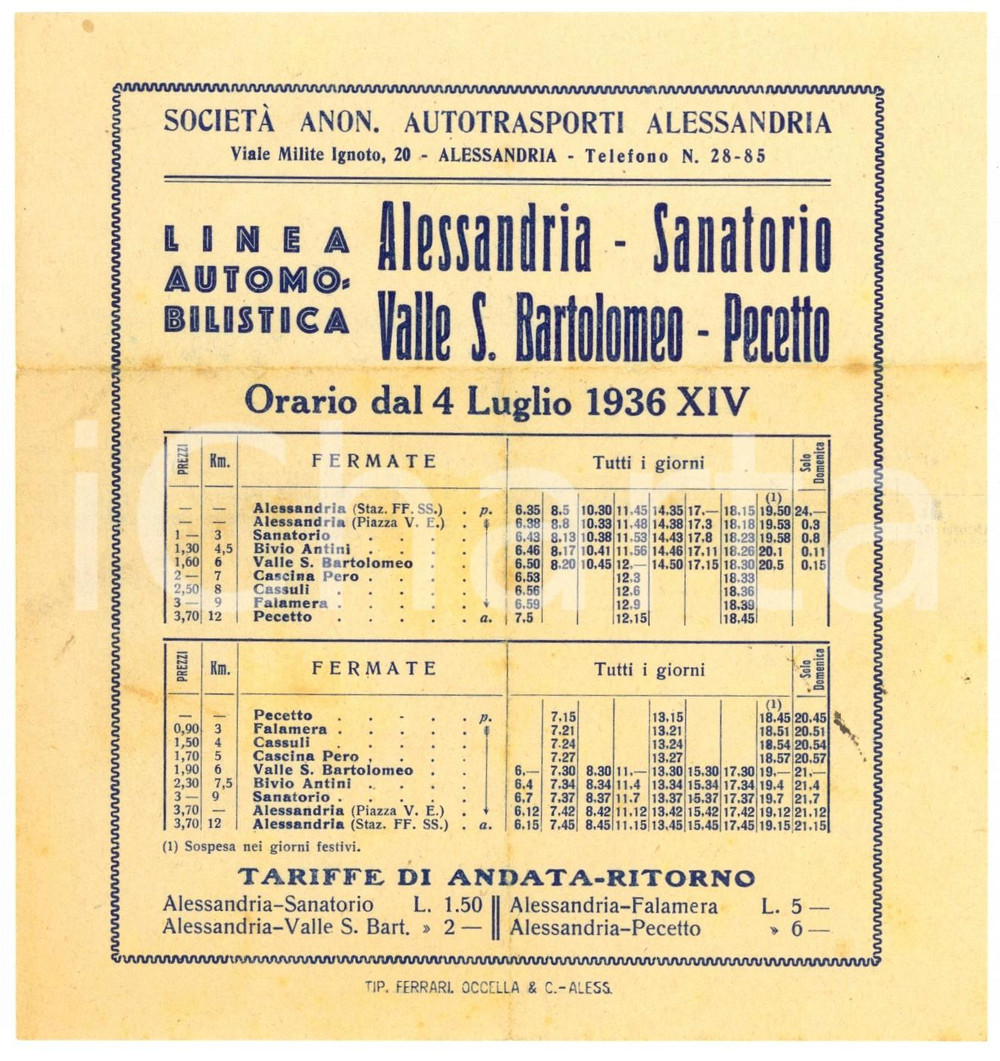 SOCIETÀ ANON. AUTOTRASPORTI ALESSANDRIA
Viale Milite Ignoto, 20 - ALESSANDRIA - Telefono N. 28-85
LINEA AUTOMO-BILISTICA
Alessandria - Sanatorio
Valle S. Bartolomeo - Pecetto
Orario dal 4 Luglio 1936 XIV
PREZZI Km. FERMATE Tutti i giorni Solo Domenica
(1)
— — Alessandria (Staz. FF. SS.) . p. 6.35 8.5 10.30 11.45 14.35 17.— 18.15 19.50 24.—
— — Alessandria (Piazza V. E.) . 6.38 8.8 10.33 11.48 14.38 17.3 18.18 19.53 0.3
1 — 3 Sanatorio . . . . 6.43 8.13 10.38 11.53 14.43 17.8 18.23 19.58 0.8
1,30 4,5 Bivio Antini . . . . 6.46 8.17 10.41 11.56 14.46 17.11 18.26 20.1 0.11
1,60 6 Valle S. Bartolomeo . . 6.50 8.20 10.45 12.— 14.50 17.15 18.30 20.5 0.15
2 — 7 Cascina Pero . . . . 6.53 12.3 18.33
2,50 8 Cassuli . . . . . 6.56 12.6 18.36
3 — 9 Falamera . . . . . 6.59 12.9 18.39
3,70 12 Pecetto . . . . . a. 7.5 12.15 18.45
PREZZI Km. FERMATE Tutti i giorni Solo Domenica
(1)
— — Pecetto . . - . . p. 7.15 13.15 18.45 20.45
0,90 3 Falamera . . . . . 7.21 13.21 18.51 20.51
1,50 4 Cassuli . . . . . 7.24 13.24 18.54 20.54
1,70 5 Cascina Pero . . . . 7.27 13.27 18.57 20.57
1,90 6 Valle S. Bartolomeo . . 6.— 7.30 8.30 11.— 13.30 15.30 17.30 19.— 21.—
2,30 7,5 Bivio Antini . . . . 6.4 7.34 8.34 11.4 13.34 15.34 17.34 19.4 21.4
3 — 9 Sanatorio . . . . . 6.7 7.37 8.37 11.7 13.37 15.37 17.37 19.7 21.7
3,70 — Alessandria (Piazza V. E.) . 6.12 7.42 8.42 11.12 13.42 15.42 17.42 19.12 21.12
3,70 12 Alessandria (Staz. FF. SS.) . a. 6.15 7.45 8.45 11.15 13.45 15.45 17.45 19.15 21.15
(1) Sospesa nei giorni festivi.
TARIFFE DI ANDATA-RITORNO
Alessandria-Sanatorio L. 1.50 Alessandria-Falamera L. 5 —
Alessandria-Valle S. Bart. » 2 — Alessandria-Pecetto » 6 —
TIP. FERRARI, OCCELLA & C.-ALESS.
iCharta